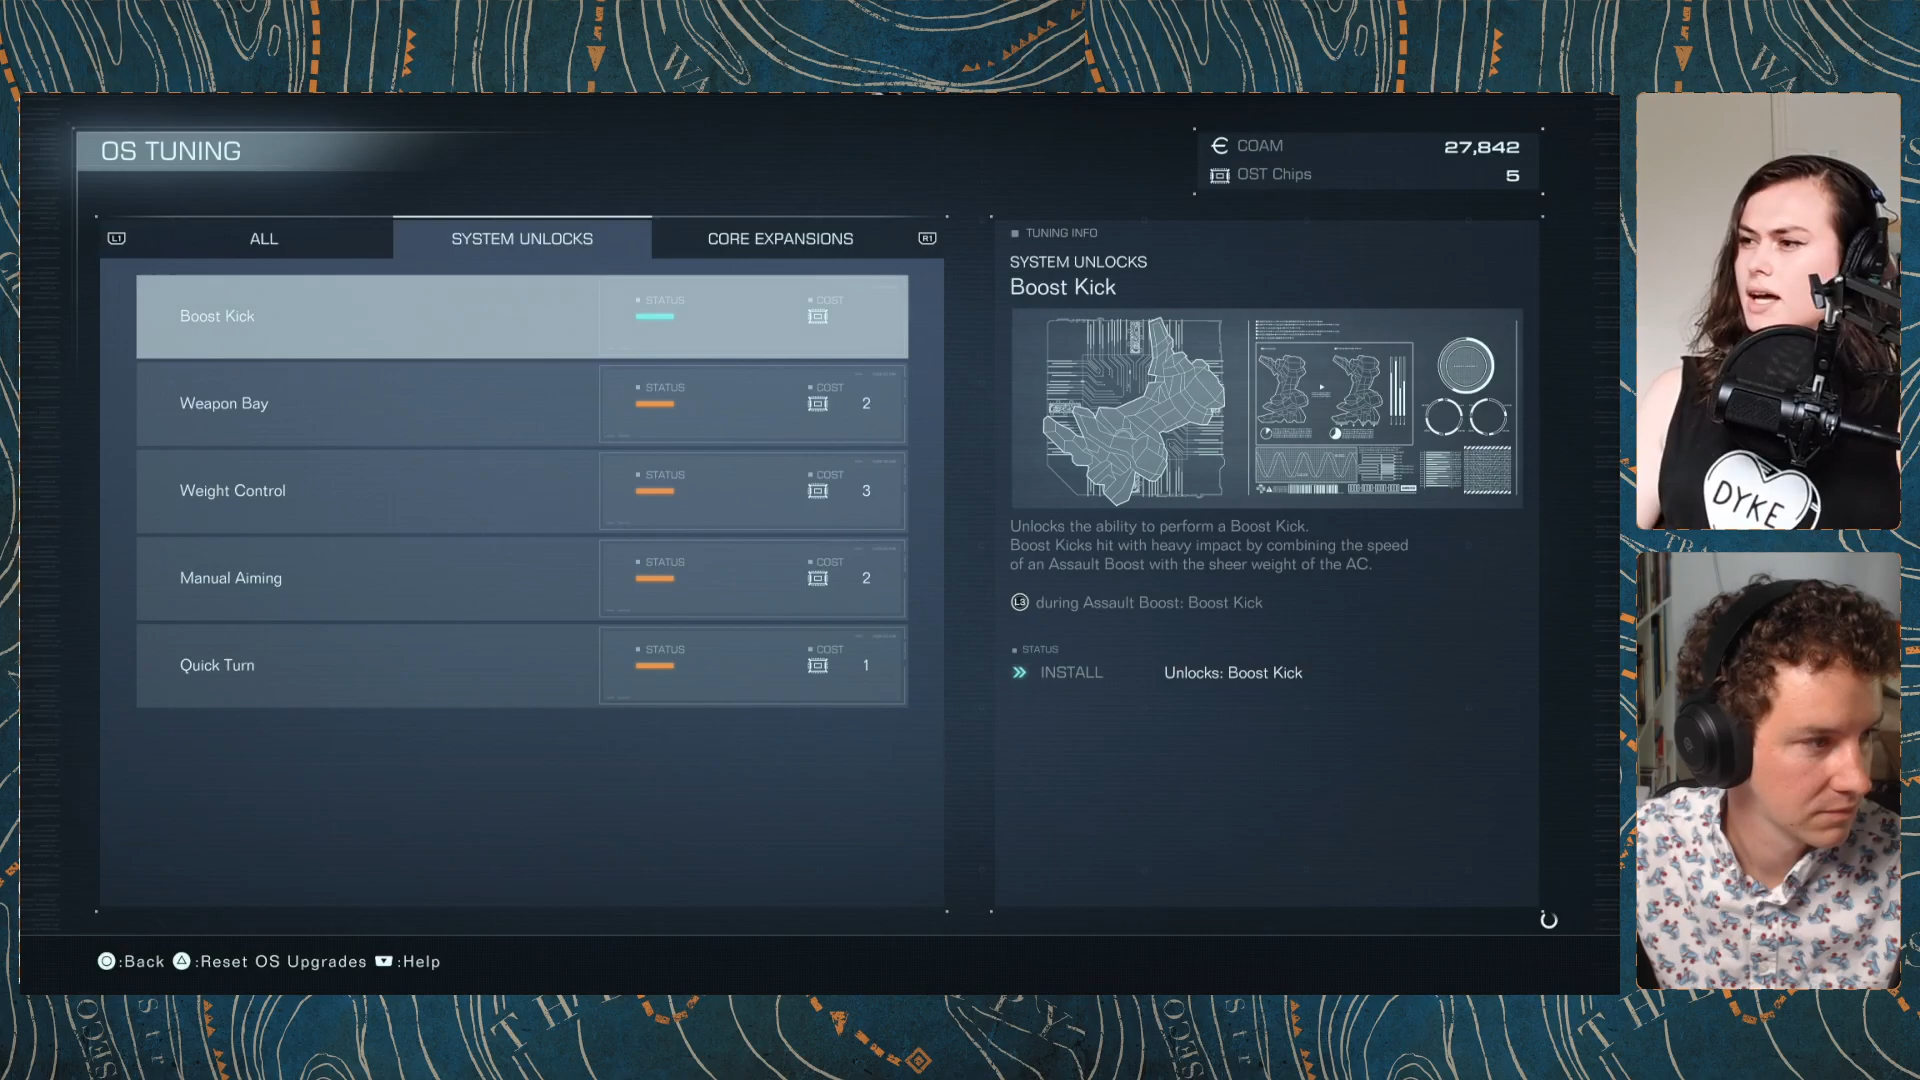 OS TUNING
COAM 27,842
OST Chips 5
L1 ALL SYSTEM UNLOCKS CORE EXPANSIONS R1
Boost Kick STATUS COST
Weapon Bay STATUS COST 2
Weight Control STATUS COST 3
Manual Aiming STATUS COST 2
Quick Turn STATUS COST 1
TUNING INFO
SYSTEM UNLOCKS
Boost Kick
Unlocks the ability to perform a Boost Kick.
Boost Kicks hit with heavy impact by combining the speed
of an Assault Boost with the sheer weight of the AC.
L3 during Assault Boost: Boost Kick
STATUS
INSTALL Unlocks: Boost Kick
:Back :Reset OS Upgrades :Help
DYKE